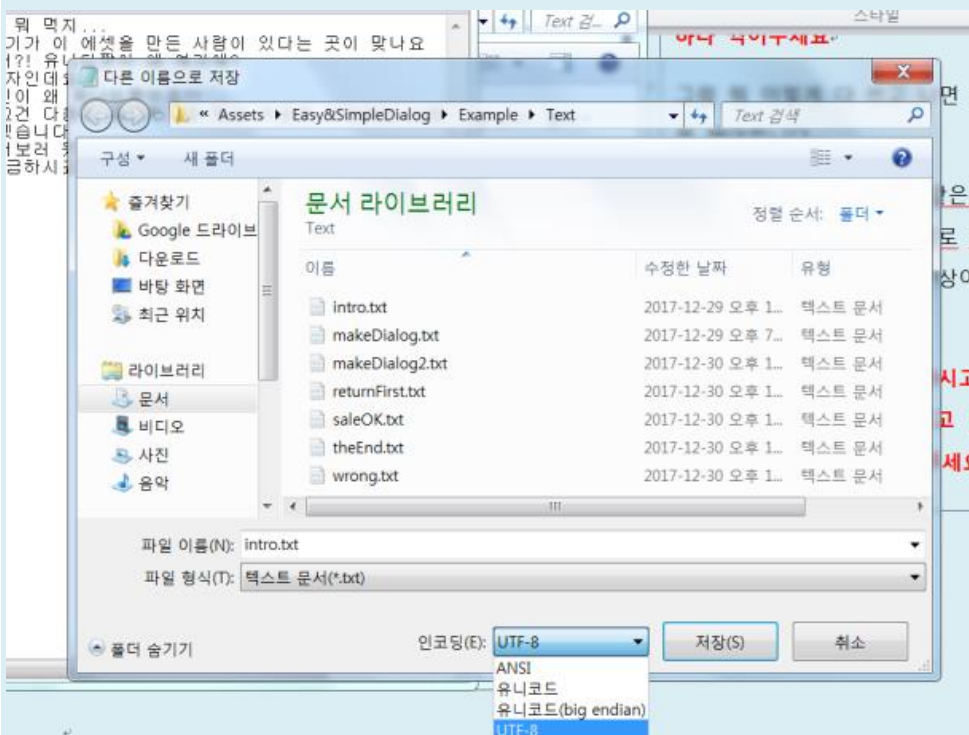 뭐 먹지...
기가 이 에셋을 만든 사람이 있다는 곳이 맞나요
Text 검...
스타일
다른 이름으로 저장
« Assets ▸ Easy&SimpleDialog ▸ Example ▸ Text
Text 검색
구성 ▾ 새 폴더
즐겨찾기
Google 드라이브
다운로드
바탕 화면
최근 위치
라이브러리
문서
비디오
사진
음악
문서 라이브러리
Text
정렬 순서: 폴더 ▾
이름 수정한 날짜 유형
intro.txt 2017-12-29 오후 1... 텍스트 문서
makeDialog.txt 2017-12-29 오후 7... 텍스트 문서
makeDialog2.txt 2017-12-30 오후 1... 텍스트 문서
returnFirst.txt 2017-12-30 오후 1... 텍스트 문서
saleOK.txt 2017-12-30 오후 1... 텍스트 문서
theEnd.txt 2017-12-30 오후 1... 텍스트 문서
wrong.txt 2017-12-30 오후 1... 텍스트 문서
파일 이름(N): intro.txt
파일 형식(T): 텍스트 문서(*.txt)
폴더 숨기기
인코딩(E): UTF-8
저장(S) 취소
ANSI
유니코드
유니코드(big endian)
UTF-8